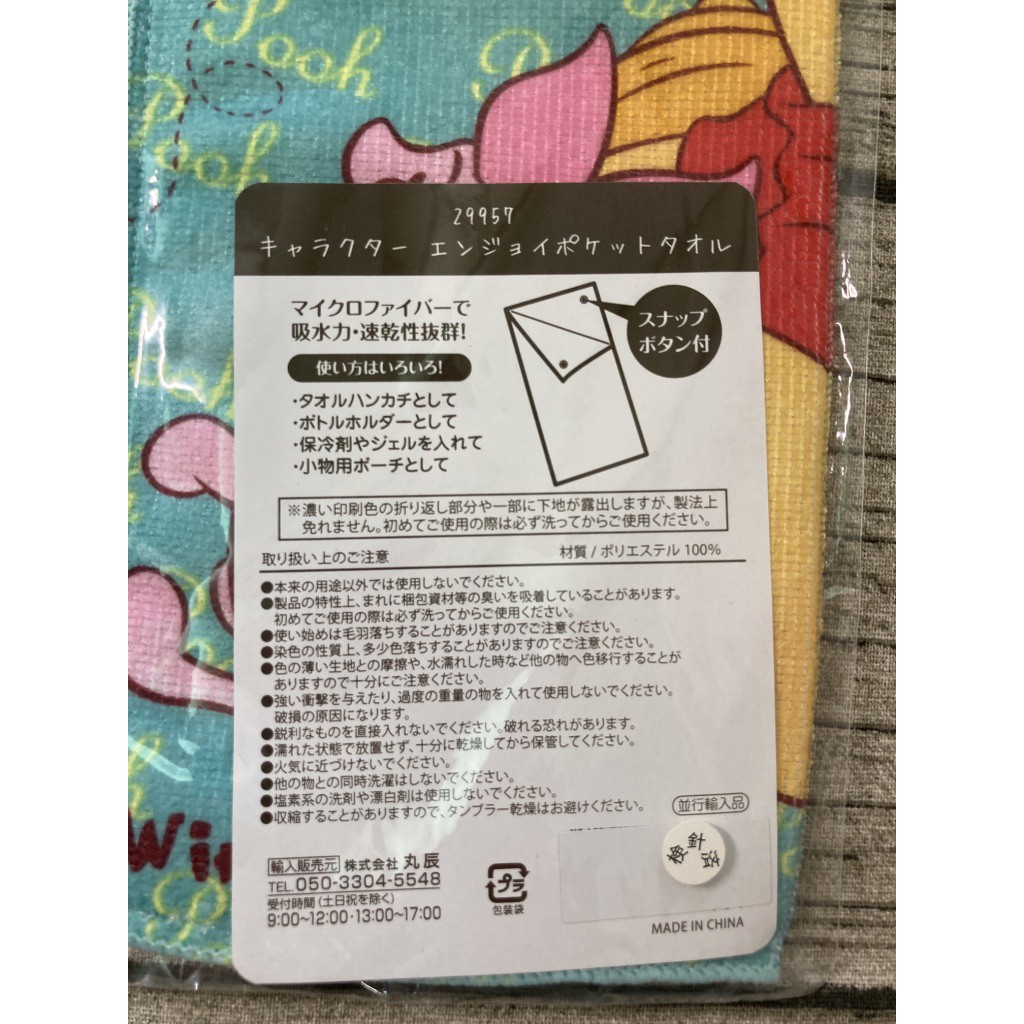 Pooh
Pooh
Pooh
29957
キャラクター エンジョイポケットタオル
マイクロファイバーで
吸水力・速乾性抜群!
使い方はいろいろ!
・タオルハンカチとして
・ボトルホルダーとして
・保冷剤やジェルを入れて
・小物用ポーチとして
スナップ
ボタン付
※濃い印刷色の折り返し部分や一部に下地が露出しますが、製法上
免れません。初めてご使用の際は必ず洗ってからご使用ください。
取り扱い上のご注意
材質 / ポリエステル 100%
●本来の用途以外では使用しないでください。
●製品の特性上、まれに梱包資材等の臭いを吸着していることがあります。
初めてご使用の際は必ず洗ってからご使用ください。
●使い始めは毛羽落ちすることがありますのでご注意ください。
●染色の性質上、多少色落ちすることがありますのでご注意ください。
●色の薄い生地との摩擦や、水濡れした時など他の物へ色移行することが
ありますので十分にご注意ください。
●強い衝撃を与えたり、過度の重量の物を入れて使用しないでください。
破損の原因になります。
●鋭利なものを直接入れないでください。破れる恐れがあります。
●濡れた状態で放置せず、十分に乾燥してから保管してください。
●火気に近づけないでください。
●他の物との同時洗濯はしないでください。
●塩素系の洗剤や漂白剤は使用しないでください。
●収縮することがありますので、タンブラー乾燥はお避けください。
並行輸入品
検針済
輸入販売元 株式会社 丸辰
TEL.050-3304-5548
受付時間(土日祝を除く)
9:00~12:00・13:00~17:00
プラ
包装袋
MADE IN CHINA